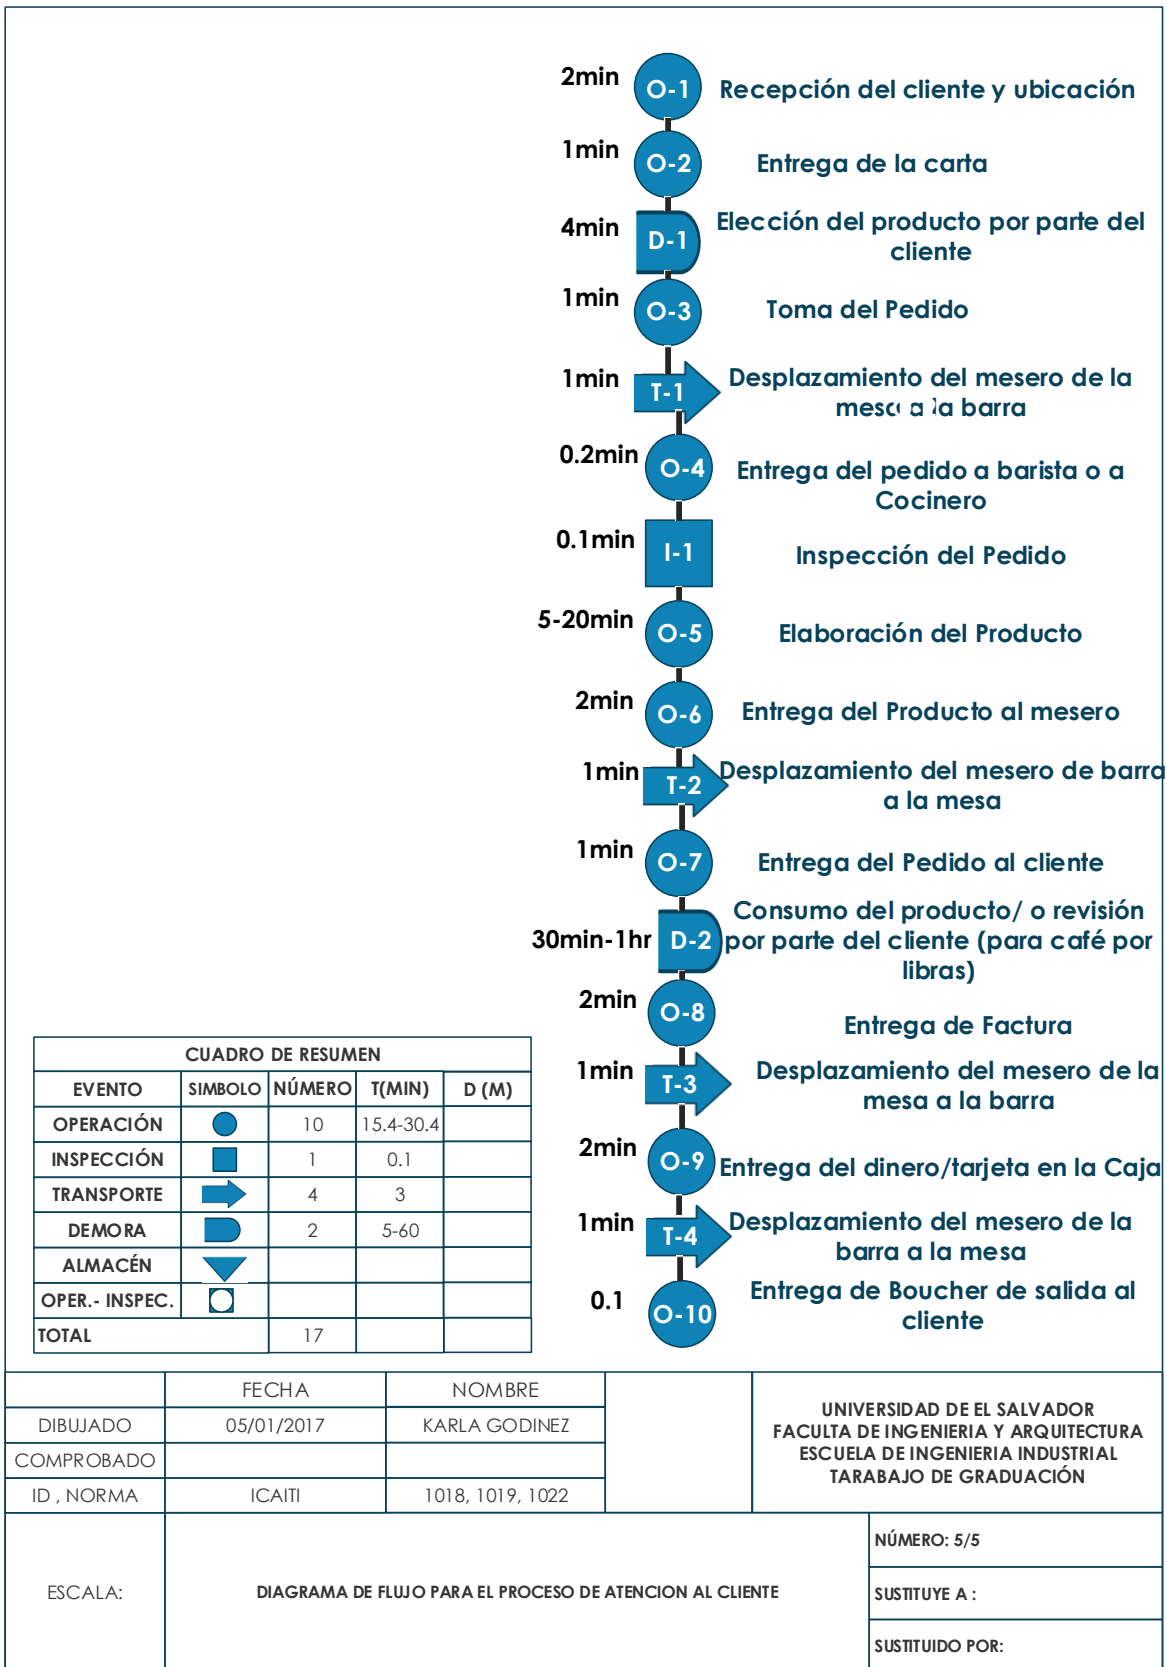 2min O-1 Recepción del cliente y ubicación
1min O-2 Entrega de la carta
4min D-1 Elección del producto por parte del
cliente
1min O-3 Toma del Pedido
1min T-1 Desplazamiento del mesero de la
mesa a la barra
0.2min O-4 Entrega del pedido a barista o a
Cocinero
0.1min I-1 Inspección del Pedido
5-20min O-5 Elaboración del Producto
2min O-6 Entrega del Producto al mesero
1min T-2 Desplazamiento del mesero de barra
a la mesa
1min O-7 Entrega del Pedido al cliente
30min-1hr D-2 Consumo del producto/ o revisión
por parte del cliente (para café por
libras)
2min O-8 Entrega de Factura
1min T-3 Desplazamiento del mesero de la
mesa a la barra
2min O-9 Entrega del dinero/tarjeta en la Caja
1min T-4 Desplazamiento del mesero de la
barra a la mesa
0.1 O-10 Entrega de Boucher de salida al
cliente
CUADRO DE RESUMEN
EVENTO SIMBOLO NÚMERO T(MIN) D (M)
OPERACIÓN 10 15.4-30.4
INSPECCIÓN 1 0.1
TRANSPORTE 4 3
DEMORA 2 5-60
ALMACÉN
OPER.- INSPEC.
TOTAL 17
FECHA NOMBRE
DIBUJADO 05/01/2017 KARLA GODINEZ
COMPROBADO
ID , NORMA ICAITI 1018, 1019, 1022
UNIVERSIDAD DE EL SALVADOR
FACULTA DE INGENIERIA Y ARQUITECTURA
ESCUELA DE INGENIERIA INDUSTRIAL
TARABAJO DE GRADUACIÓN
ESCALA:
DIAGRAMA DE FLUJO PARA EL PROCESO DE ATENCION AL CLIENTE
NÚMERO: 5/5
SUSTITUYE A :
SUSTITUIDO POR: